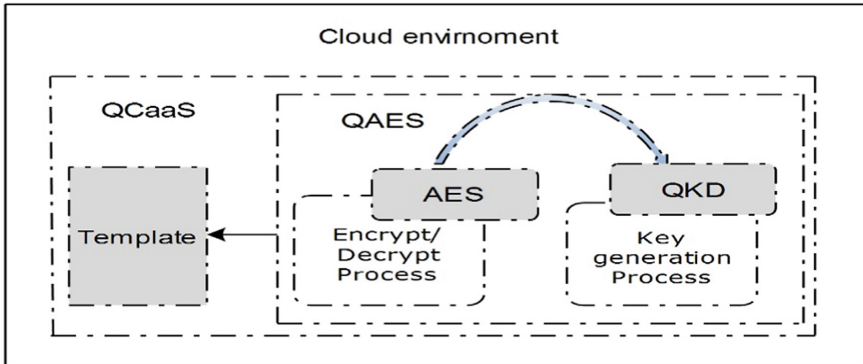 Cloud envirnoment
QCaaS
QAES
AES
QKD
Template
Encrypt/
Decrypt
Process
Key
generation
Process